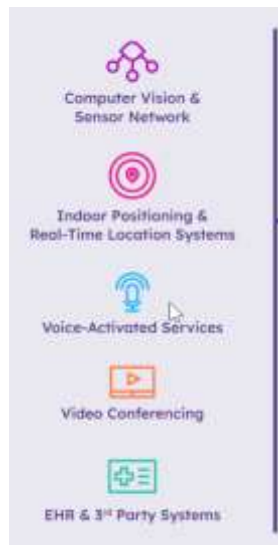 Computer Vision &
Sensor Network
Indoor Positioning &
Real-Time Location Systems
Voice-Activated Services
Video Conferencing
EHR & 3rd Party Systems